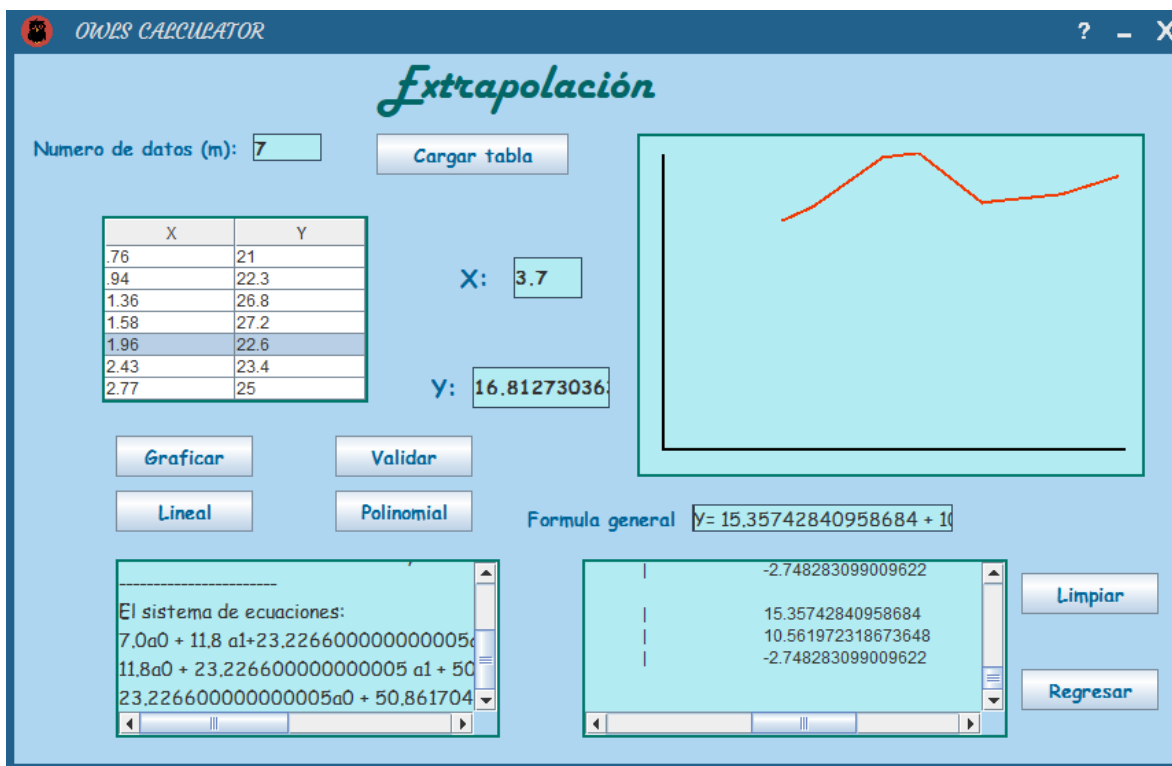 OWLS CALCULATOR ? – X
Extrapolación
Numero de datos (m): 7
Cargar tabla
X Y
.76 21
.94 22.3
1.36 26.8
1.58 27.2
1.96 22.6
2.43 23.4
2.77 25
X: 3.7
Y: 16.81273036
Graficar Validar
Lineal Polinomial
Formula general Y= 15.35742840958684 + 10
-----------------------
El sistema de ecuaciones:
7.0a0 + 11.8 a1+23.226600000000005
11.8a0 + 23.226600000000005 a1 + 50
23.226600000000005a0 + 50.861704
| -2.748283099009622
| 15.35742840958684
| 10.561972318673648
| -2.748283099009622
Limpiar
Regresar